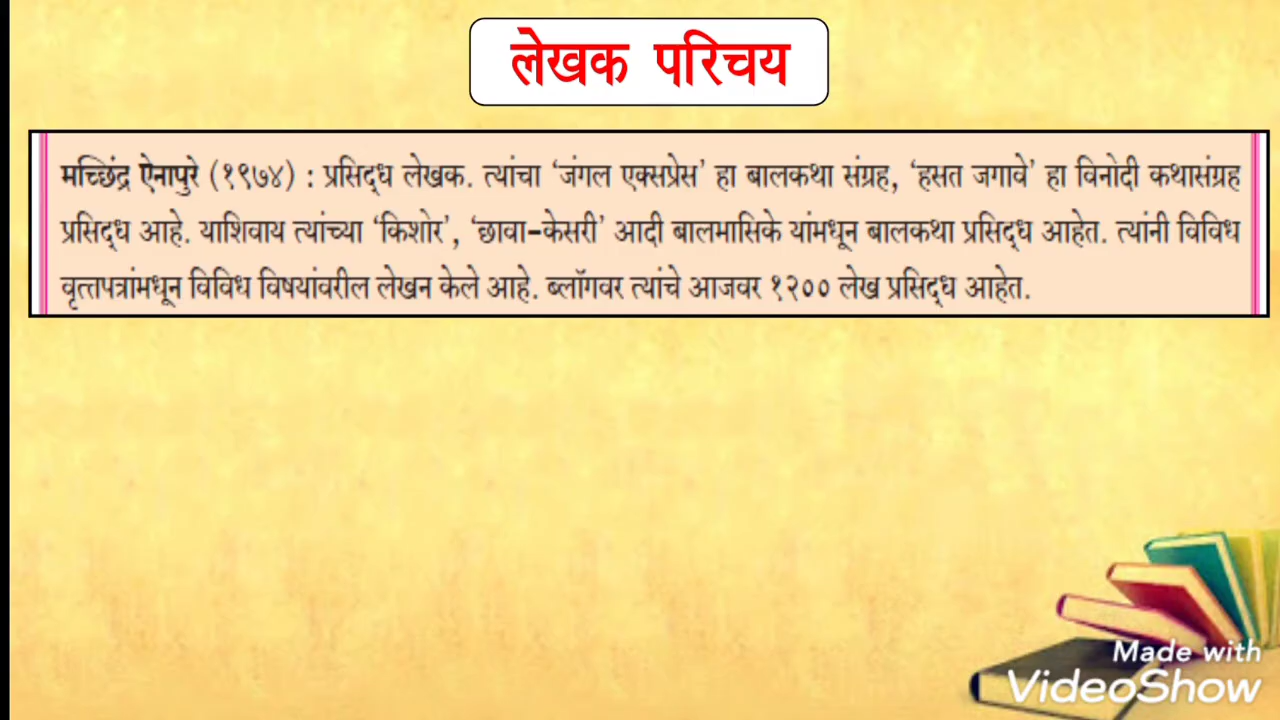 लेखक परिचय
मच्छिंद्र ऐनापुरे (१९७४) : प्रसिद्ध लेखक. त्यांचा ‘जंगल एक्सप्रेस’ हा बालकथा संग्रह, ‘हसत जगावे’ हा विनोदी कथासंग्रह
प्रसिद्ध आहे. याशिवाय त्यांच्या ‘किशोर’, ‘छावा-केसरी’ आदी बालमासिके यांमधून बालकथा प्रसिद्ध आहेत. त्यांनी विविध
वृत्तपत्रांमधून विविध विषयांवरील लेखन केले आहे. ब्लॉगवर त्यांचे आजवर १२०० लेख प्रसिद्ध आहेत.
Made with
VideoShow